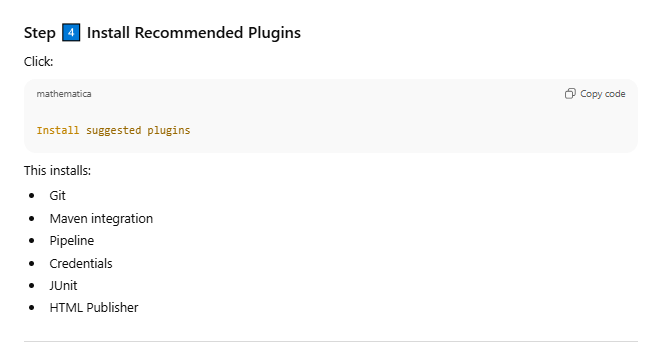 Step 4 Install Recommended Plugins
Click:
mathematica Copy code
Install suggested plugins
This installs:
Git
Maven integration
Pipeline
Credentials
JUnit
HTML Publisher